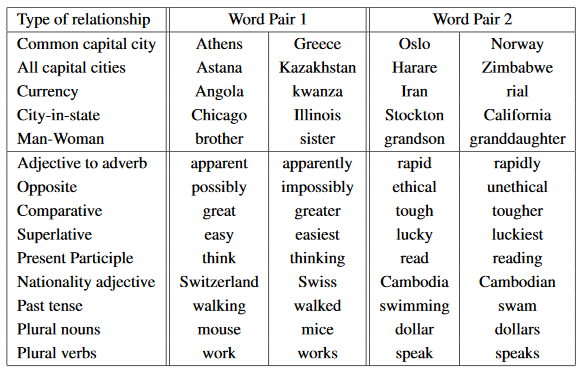 Type of relationship Word Pair 1 Word Pair 2
Common capital city Athens Greece Oslo Norway
All capital cities Astana Kazakhstan Harare Zimbabwe
Currency Angola kwanza Iran rial
City-in-state Chicago Illinois Stockton California
Man-Woman brother sister grandson granddaughter
Adjective to adverb apparent apparently rapid rapidly
Opposite possibly impossibly ethical unethical
Comparative great greater tough tougher
Superlative easy easiest lucky luckiest
Present Participle think thinking read reading
Nationality adjective Switzerland Swiss Cambodia Cambodian
Past tense walking walked swimming swam
Plural nouns mouse mice dollar dollars
Plural verbs work works speak speaks